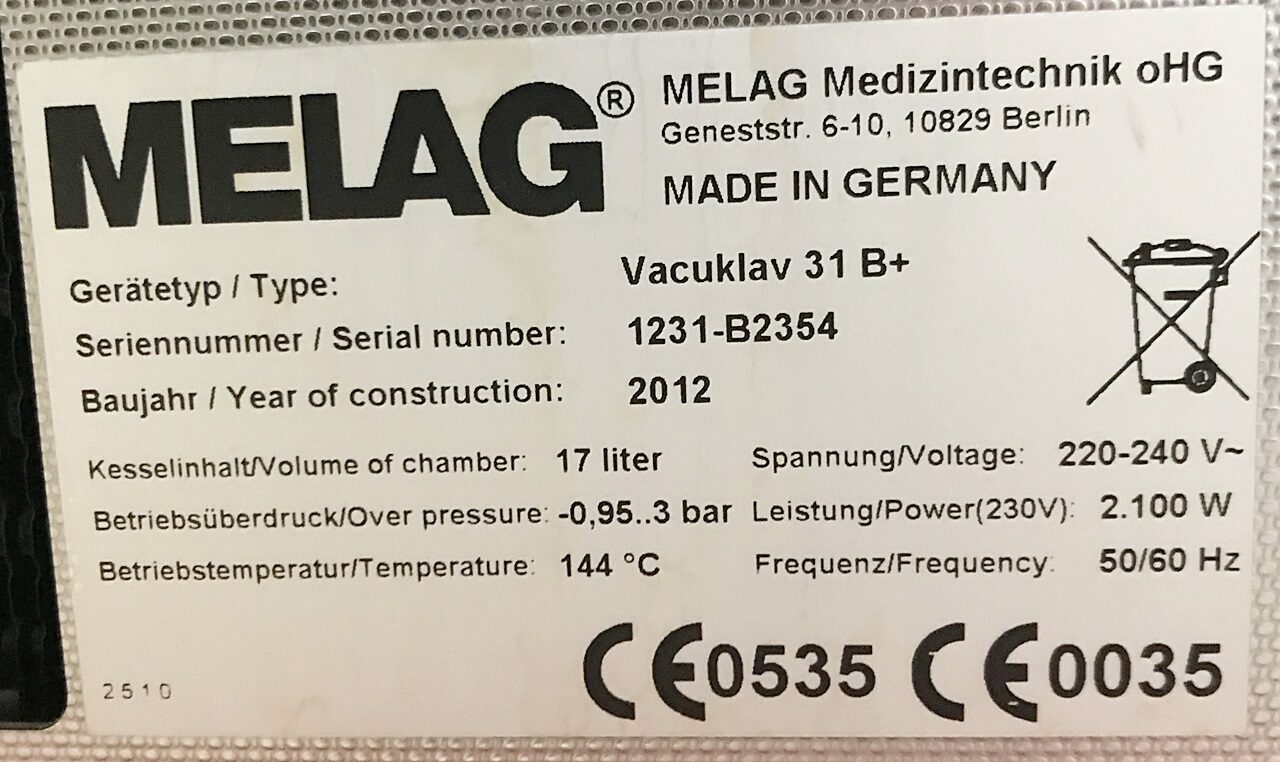 MELAG®
MELAG Medizintechnik oHG
Geneststr. 6-10, 10829 Berlin
MADE IN GERMANY
Gerätetyp / Type: Vacuklav 31 B+
Seriennummer / Serial number: 1231-B2354
Baujahr / Year of construction: 2012
Kesselinhalt/Volume of chamber: 17 liter Spannung/Voltage: 220-240 V~
Betriebsüberdruck/Over pressure: -0,95..3 bar Leistung/Power(230V): 2.100 W
Betriebstemperatur/Temperature: 144 °C Frequenz/Frequency: 50/60 Hz
CE0535 CE0035
2510